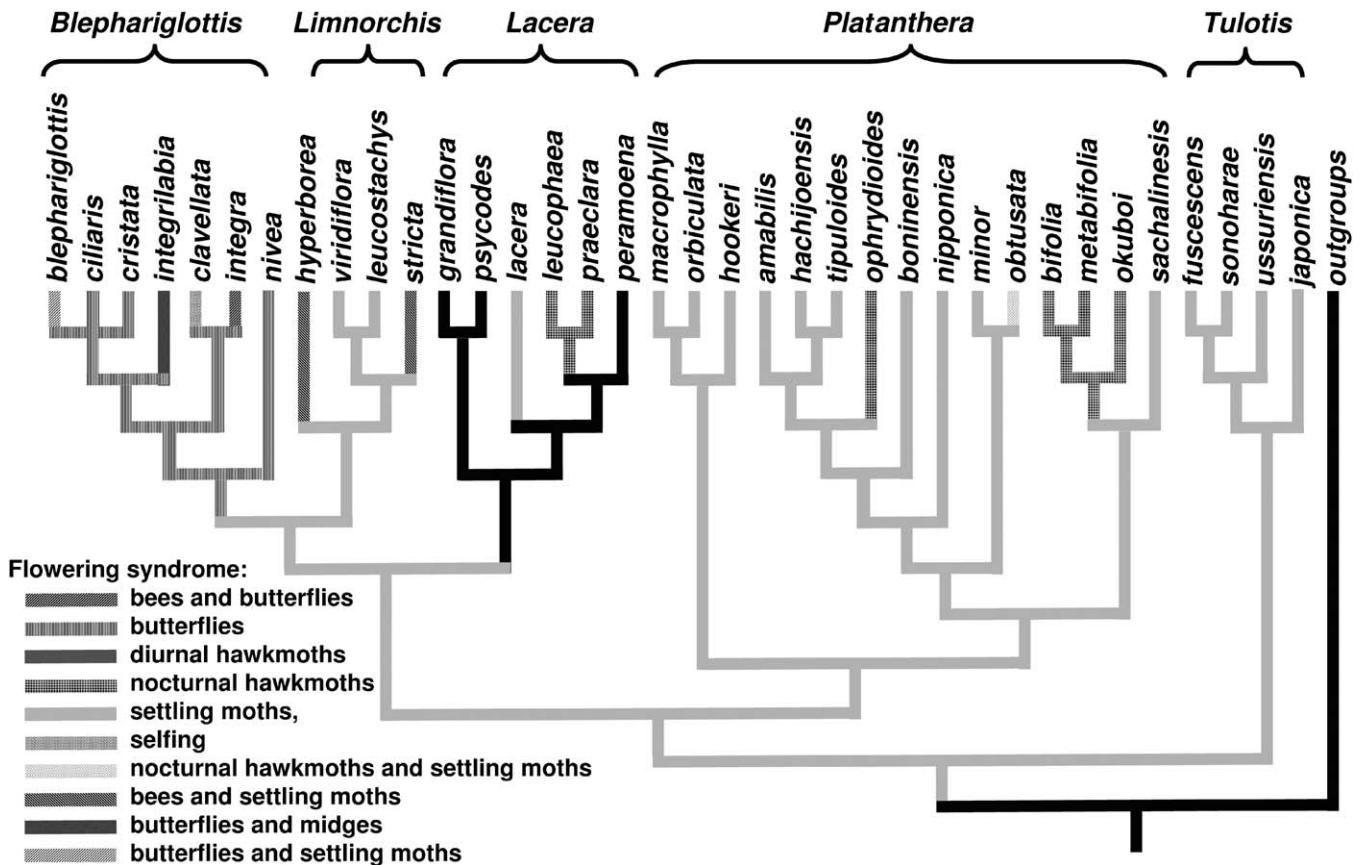 Blephariglottis Limnorchis Lacera Platanthera Tulotis
blephariglottis
ciliaris
cristata
integrilabia
clavellata
integra
nivea
hyperborea
viridiflora
leucostachys
stricta
grandiflora
psycodes
lacera
leucophaea
praeclara
peramoena
macrophylla
orbiculata
hookeri
amabilis
hachijoensis
tipuloides
ophrydioides
boninensis
nipponica
minor
obtusata
bifolia
metabifolia
okuboi
sachalinesis
fuscescens
sonoharae
ussuriensis
japonica
outgroups
Flowering syndrome:
bees and butterflies
butterflies
diurnal hawkmoths
nocturnal hawkmoths
settling moths,
selfing
nocturnal hawkmoths and settling moths
bees and settling moths
butterflies and midges
butterflies and settling moths